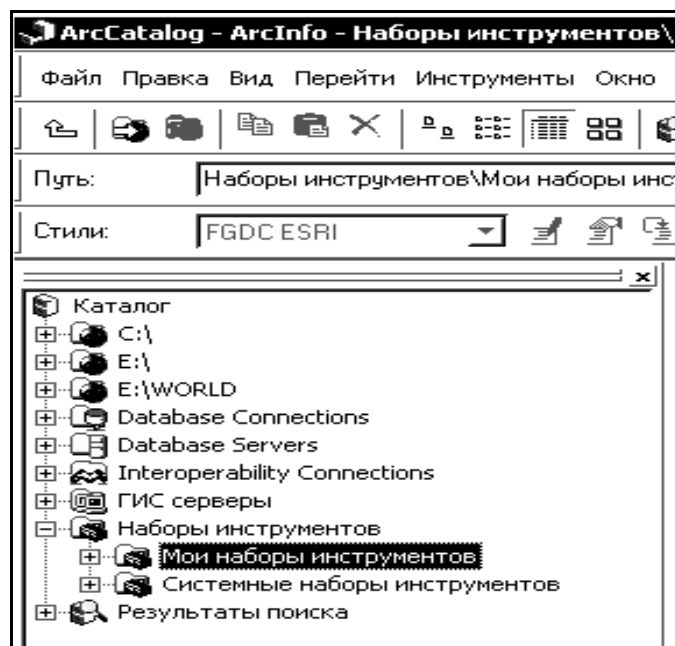 ArcCatalog - ArcInfo - Наборы инструментов\
Файл Правка Вид Перейти Инструменты Окно
Путь: Наборы инструментов\Мои наборы инс
Стили: FGDC ESRI
Каталог
C:\
E:\
E:\WORLD
Database Connections
Database Servers
Interoperability Connections
ГИС серверы
Наборы инструментов
Мои наборы инструментов
Системные наборы инструментов
Результаты поиска